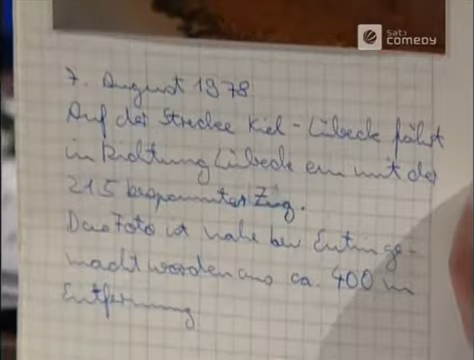 Sat1
comedy
7. August 1978
Auf der Strecke Kiel - Lübeck fährt
in Richtung Lübeck ein mit der
215 bespannter Zug.
Das Foto ist nahe bei Eutin ge-
macht worden aus ca. 400 m
Entfernung